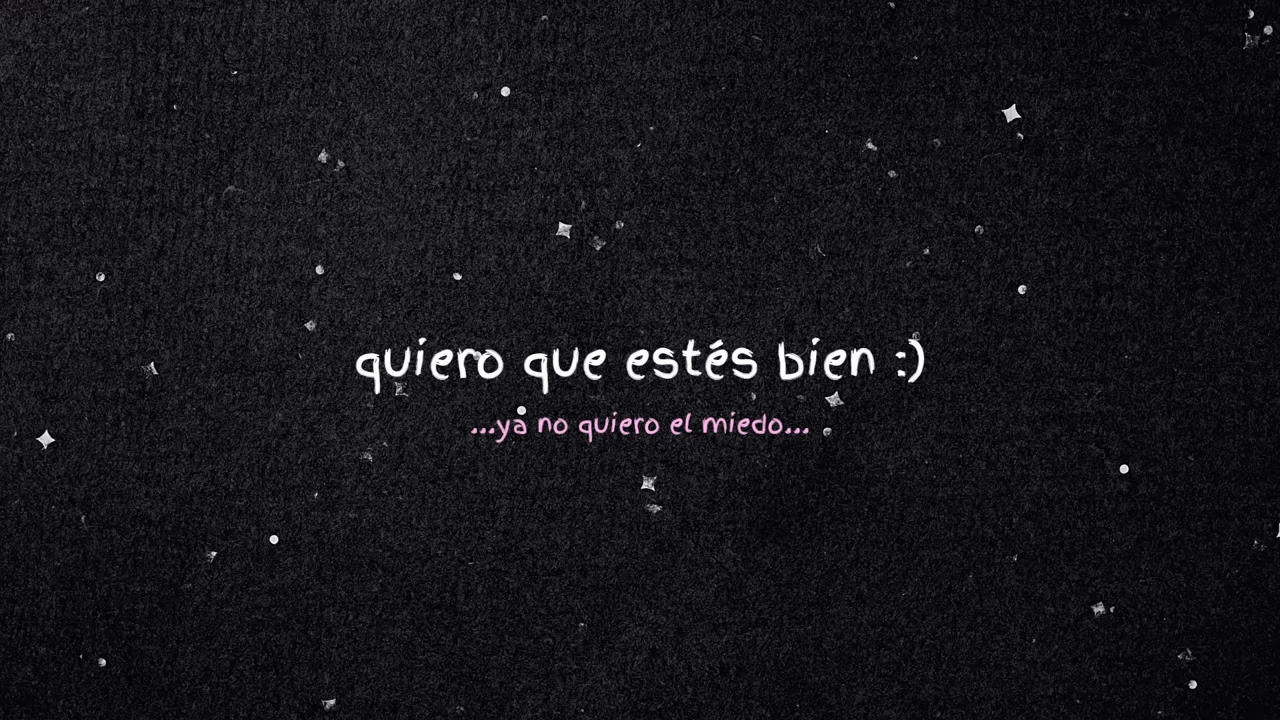 quiero que estés bien :)
...ya no quiero el miedo...